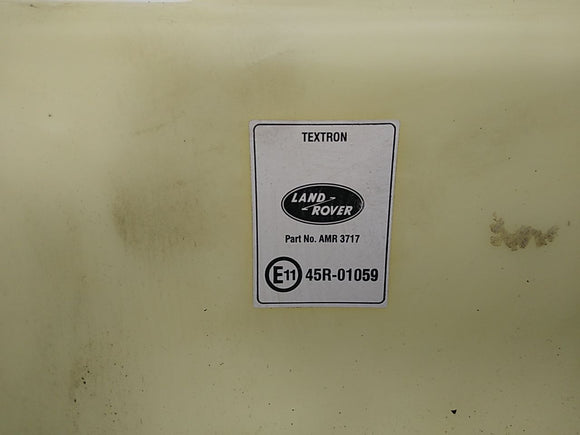 TEXTRON
LAND
ROVER
Part No. AMR 3717
E11 45R-01059